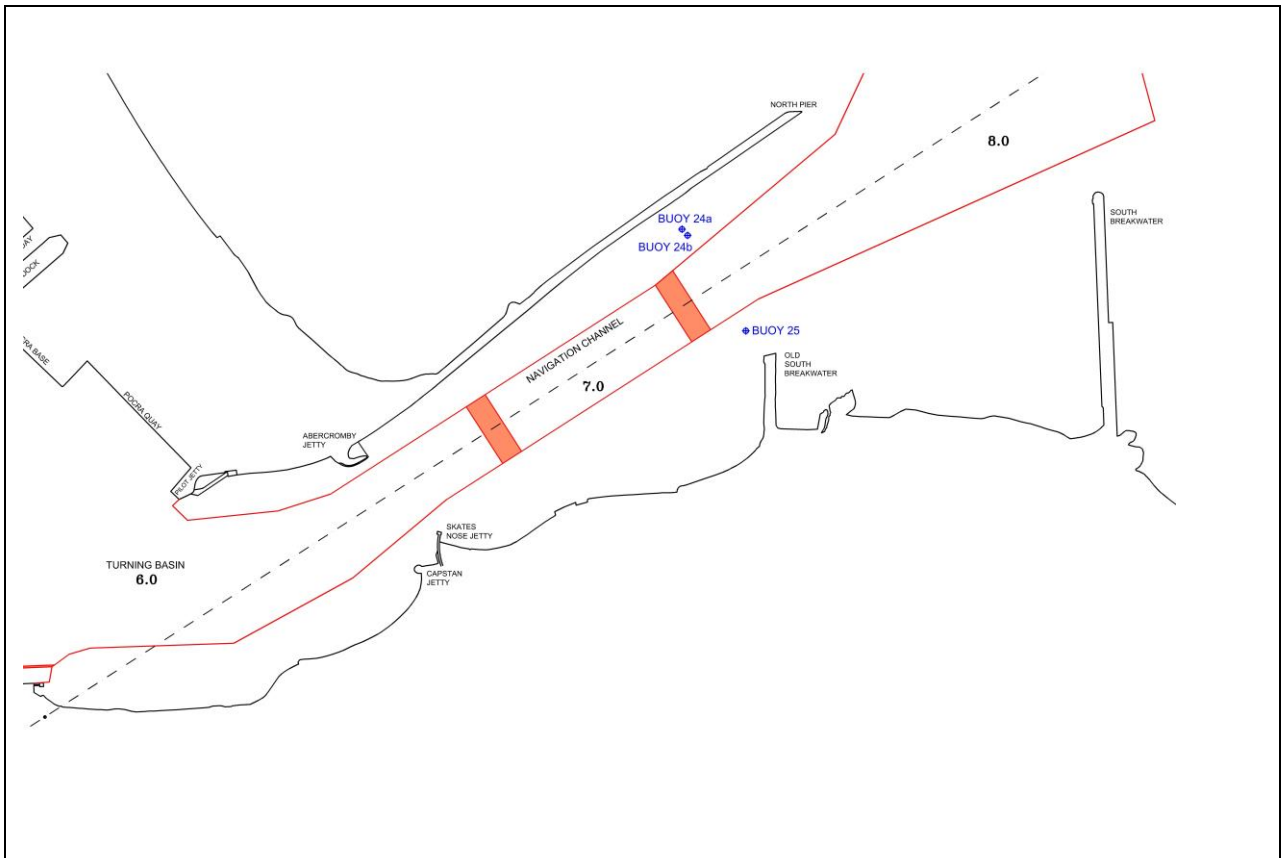 NORTH PIER
8.0
SOUTH
BREAKWATER
BUOY 24a
BUOY 24b
BUOY 25
NAVIGATION CHANNEL
7.0
OLD
SOUTH
BREAKWATER
POCRA QUAY
ABERCROMBY
JETTY
PILOT JETTY
SKATES
NOSE JETTY
CAPSTAN
JETTY
TURNING BASIN
6.0
BASE